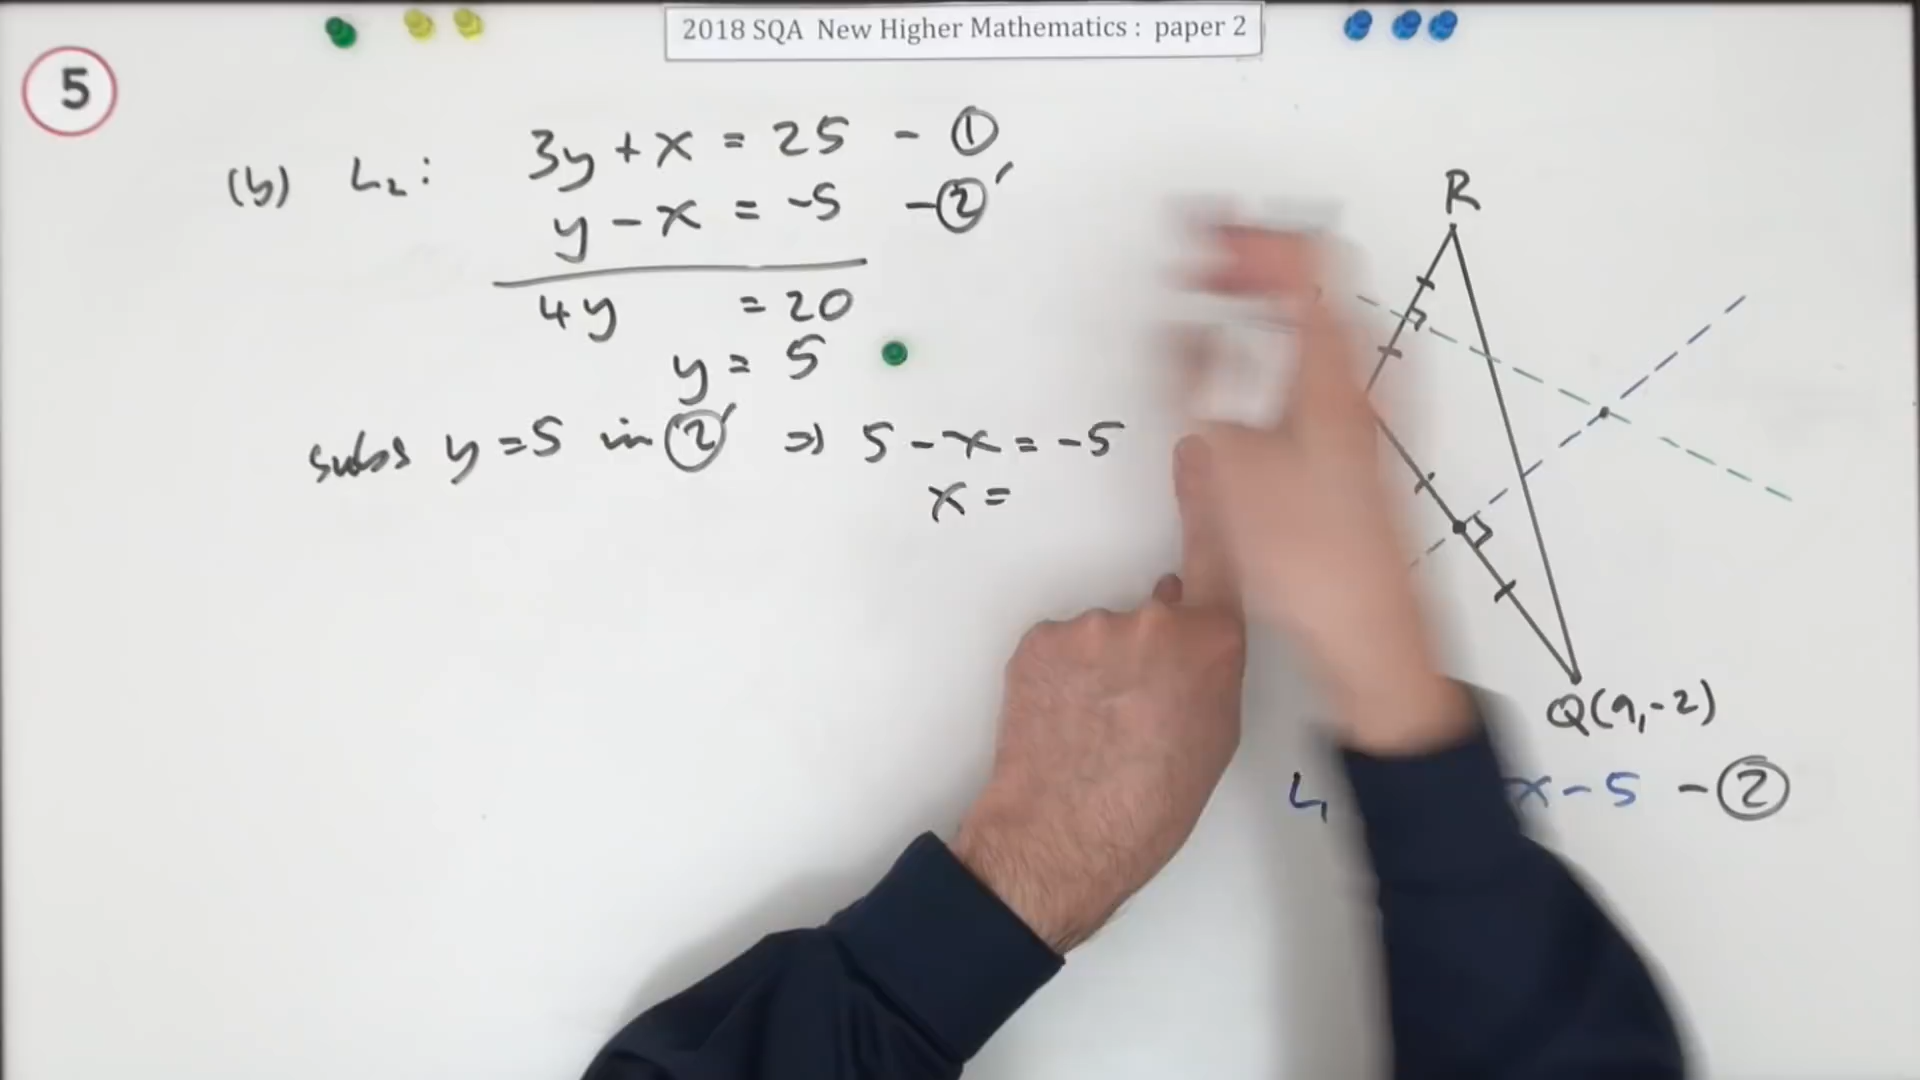 2018 SQA New Higher Mathematics : paper 2
5
(b) L₂: 3y + x = 25 - ①
y - x = -5 - ②′
4y = 20
y = 5
subs y = 5 in ②′ ⇒ 5 - x = -5
x =
R
Q(9,-2)
L₁ x - 5 - ②